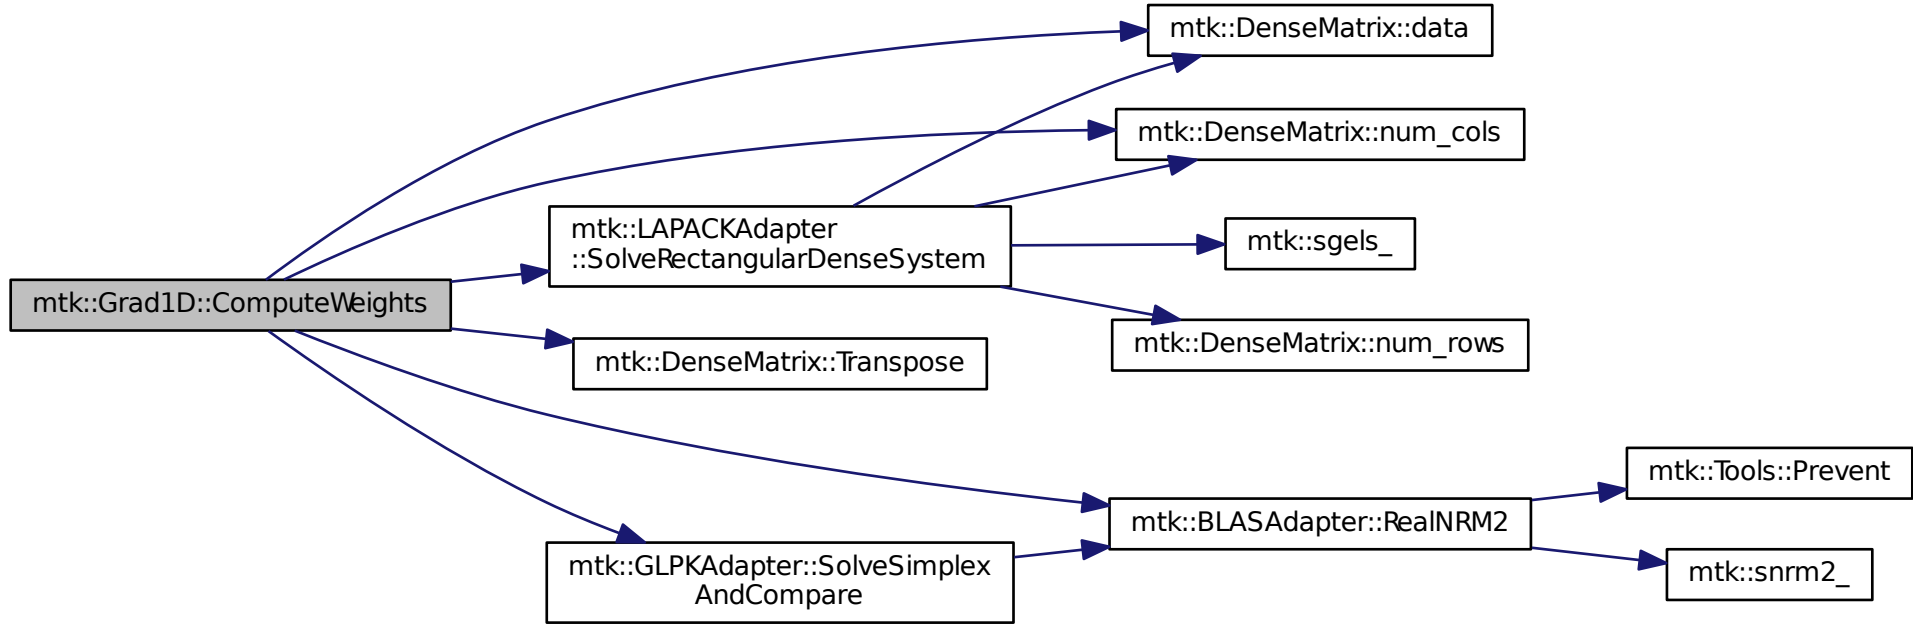 mtk::DenseMatrix::data
mtk::DenseMatrix::num_cols
mtk::LAPACKAdapter
::SolveRectangularDenseSystem
mtk::sgels_
mtk::Grad1D::ComputeWeights
mtk::DenseMatrix::num_rows
mtk::DenseMatrix::Transpose
mtk::Tools::Prevent
mtk::BLASAdapter::RealNRM2
mtk::GLPKAdapter::SolveSimplex
AndCompare
mtk::snrm2_